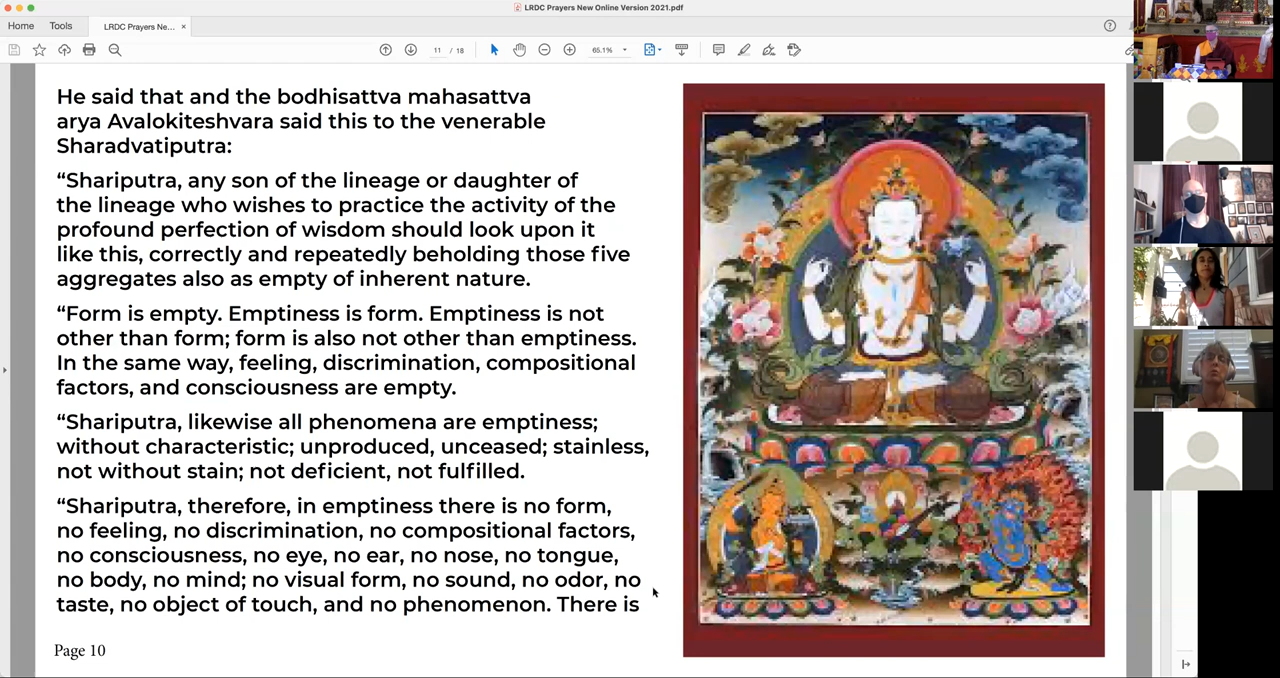 LRDC Prayers New Online Version 2021.pdf
Home
Tools
LRDC Prayers Ne...
×
11 / 18
65.1%
He said that and the bodhisattva mahasattva
arya Avalokiteshvara said this to the venerable
Sharadvatiputra:
“Shariputra, any son of the lineage or daughter of
the lineage who wishes to practice the activity of the
profound perfection of wisdom should look upon it
like this, correctly and repeatedly beholding those five
aggregates also as empty of inherent nature.
“Form is empty. Emptiness is form. Emptiness is not
other than form; form is also not other than emptiness.
In the same way, feeling, discrimination, compositional
factors, and consciousness are empty.
“Shariputra, likewise all phenomena are emptiness;
without characteristic; unproduced, unceased; stainless,
not without stain; not deficient, not fulfilled.
“Shariputra, therefore, in emptiness there is no form,
no feeling, no discrimination, no compositional factors,
no consciousness, no eye, no ear, no nose, no tongue,
no body, no mind; no visual form, no sound, no odor, no
taste, no object of touch, and no phenomenon. There is
Page 10